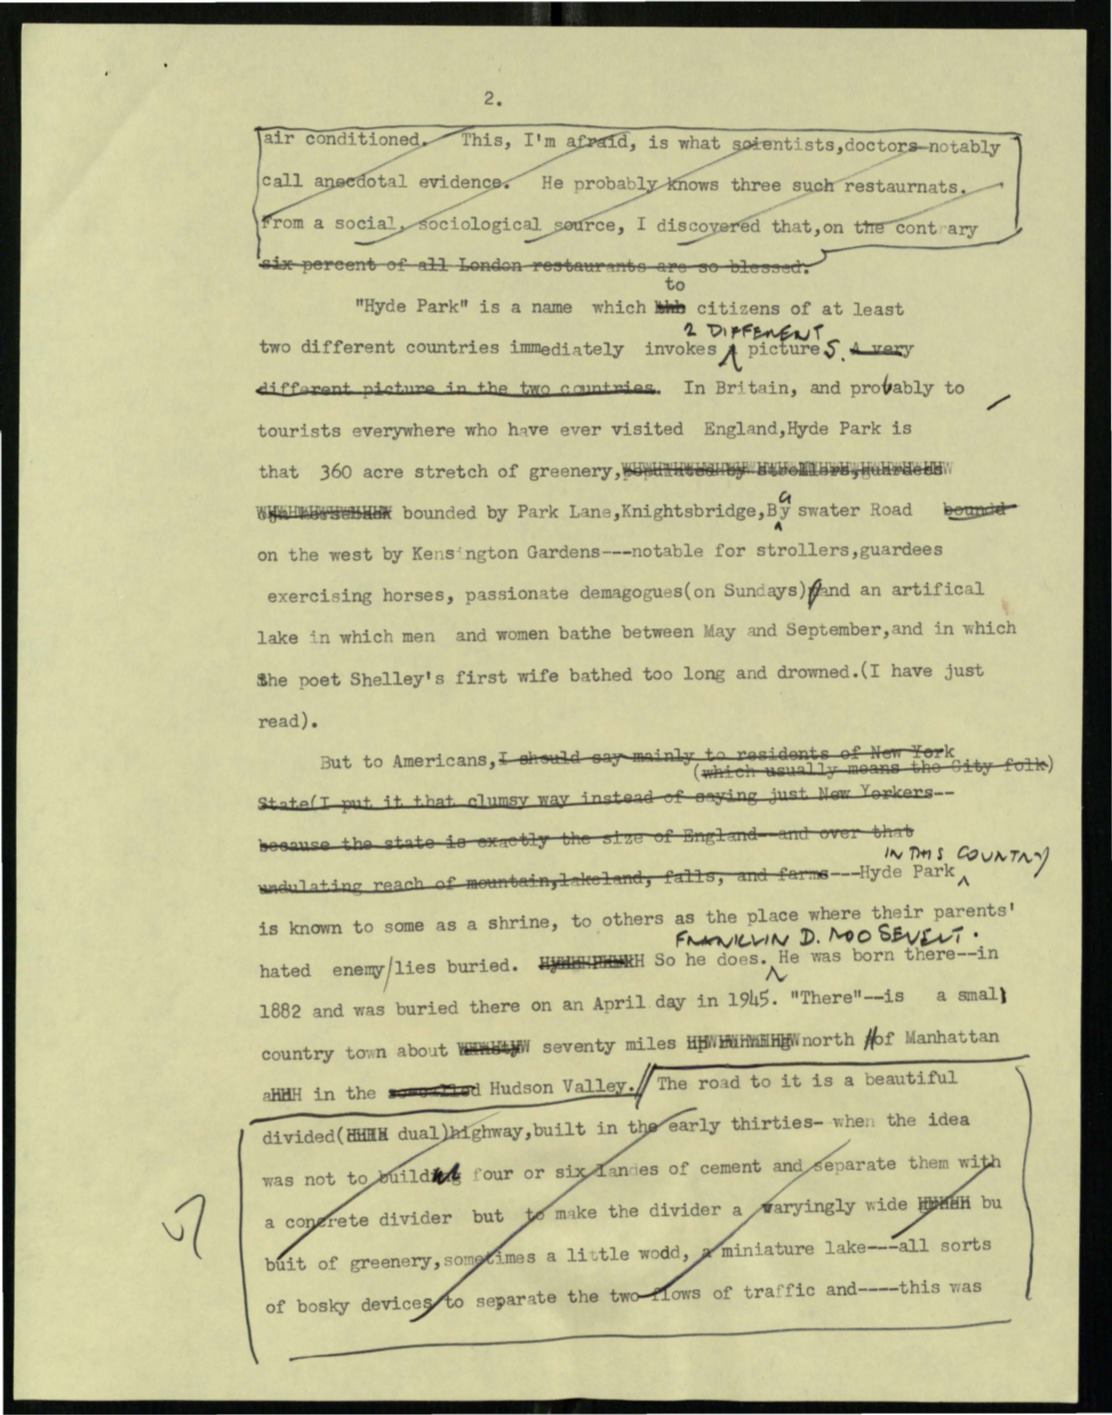 2.
air conditioned. This, I'm afraid, is what scientists,doctors notably
call anecdotal evidence. He probably knows three such restaurnats.
From a social, sociological source, I discovered that,on the contrary
six percent of all London restaurants are so blessed.
to
"Hyde Park" is a name which citizens of at least
2 DIFFERENT
two different countries immediately invokes pictures. A very
different picture in the two countries. In Britain, and probably to
tourists everywhere who have ever visited England,Hyde Park is
that 360 acre stretch of greenery,populated by strollers,guardees
on horseback bounded by Park Lane,Knightsbridge,Bayswater Road boundd
on the west by Kensington Gardens---notable for strollers,guardees
exercising horses, passionate demagogues(on Sundays) and an artifical
lake in which men and women bathe between May and September,and in which
the poet Shelley's first wife bathed too long and drowned.(I have just
read).
But to Americans,I should say mainly to residents of New York
(which usually means the City folk)
State(I put it that clumsy way instead of saying just New Yorkers--
because the state is exactly the size of England--and over that
IN THIS COUNTRY
undulating reach of mountain,lakeland, falls, and farms---Hyde Park
is known to some as a shrine, to others as the place where their parents'
FRANKLIN D. ROOSEVELT.
hated enemy/lies buried. So he does. He was born there--in
1882 and was buried there on an April day in 1945. "There"--is a small
country town about seventy miles north of Manhattan
in the Hudson Valley. The road to it is a beautiful
divided( dual)highway,built in the early thirties- when the idea
was not to build four or six landes of cement and separate them with
a concrete divider but to make the divider a varyingly wide bu
buit of greenery,sometimes a little wodd, a miniature lake---all sorts
of bosky devices to separate the two flows of traffic and----this was